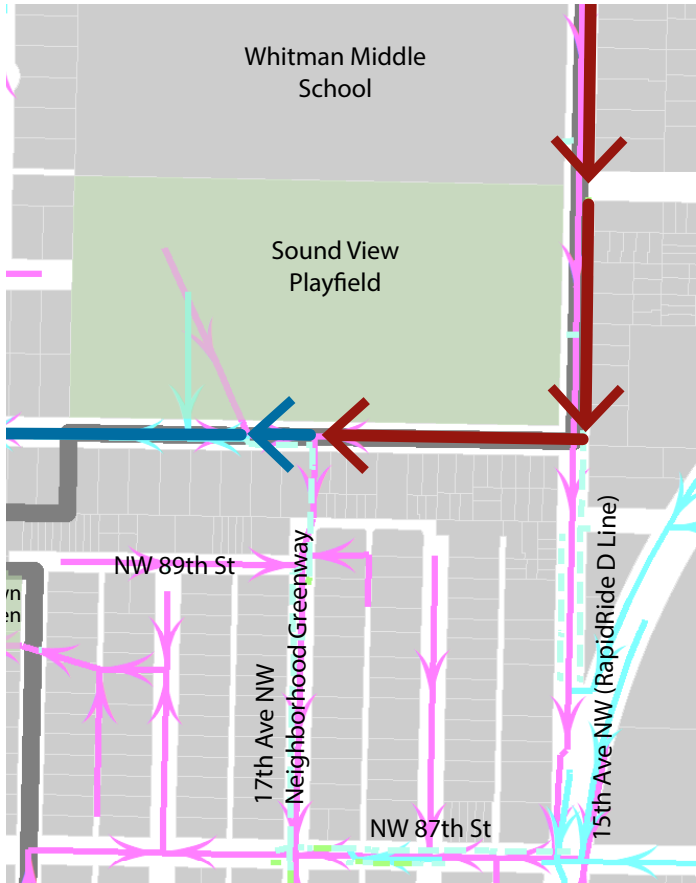 Whitman Middle
School
Sound View
Playfield
NW 89th St
17th Ave NW
Neighborhood Greenway
15th Ave NW (RapidRide D Line)
NW 87th St